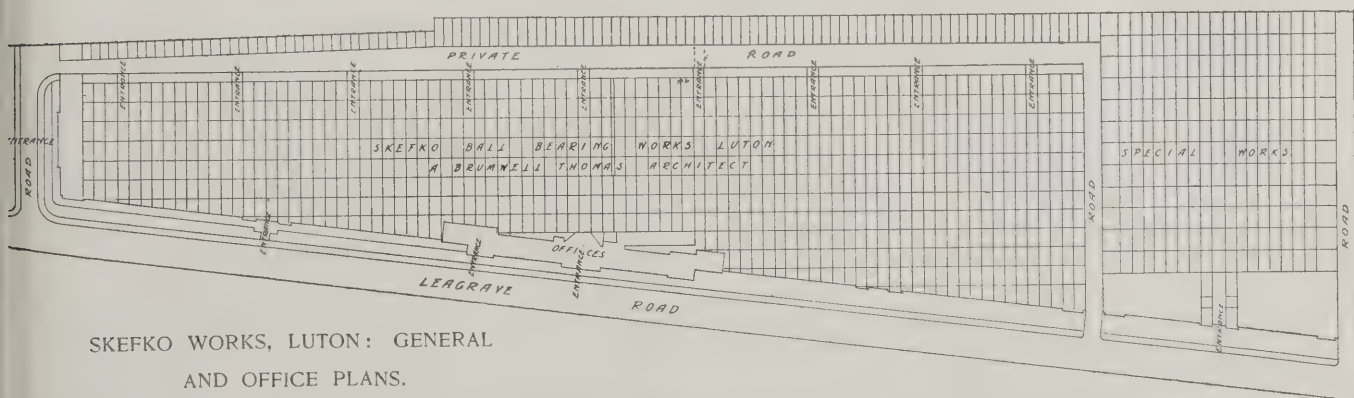 PRIVATE ROAD
ENTRANCE ENTRANCE ENTRANCE ENTRANCE ENTRANCE ENTRANCE ENTRANCE ENTRANCE ENTRANCE
ENTRANCE
ROAD
SKEFKO BALL BEARING WORKS LUTON
A BRUMWELL THOMAS ARCHITECT
SPECIAL WORKS
ROAD
ROAD
OFFICES
ENTRANCE ENTRANCE ENTRANCE
ENTRANCE
LEAGRAVE ROAD
SKEFKO WORKS, LUTON: GENERAL
AND OFFICE PLANS.